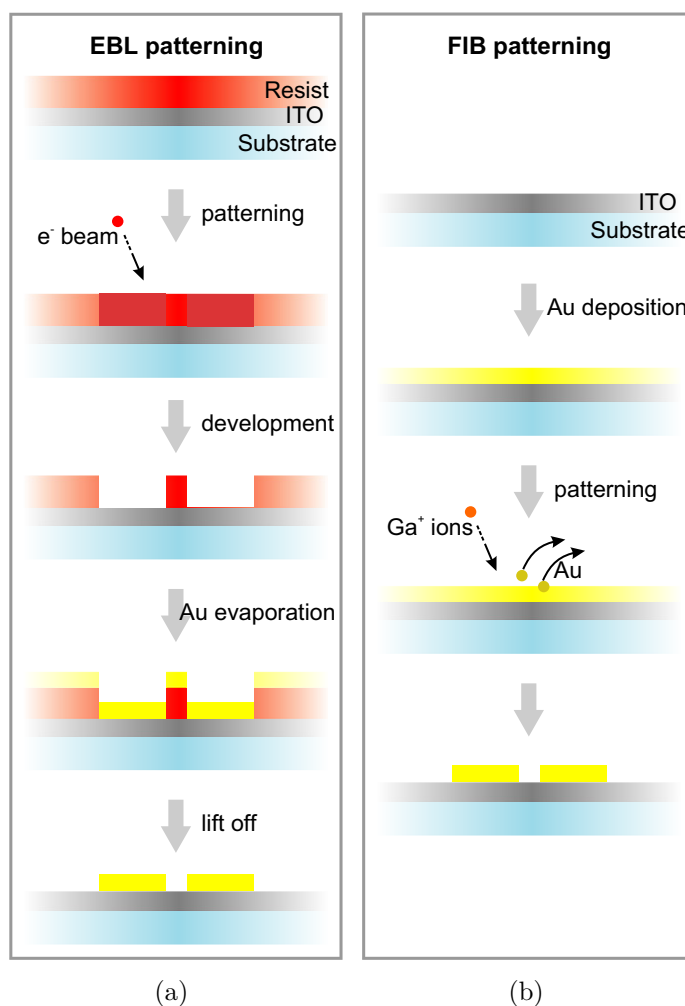 EBL patterning
Resist
ITO
Substrate
patterning
e⁻ beam
development
Au evaporation
lift off
(a)
FIB patterning
ITO
Substrate
Au deposition
patterning
Ga⁺ ions
Au
(b)